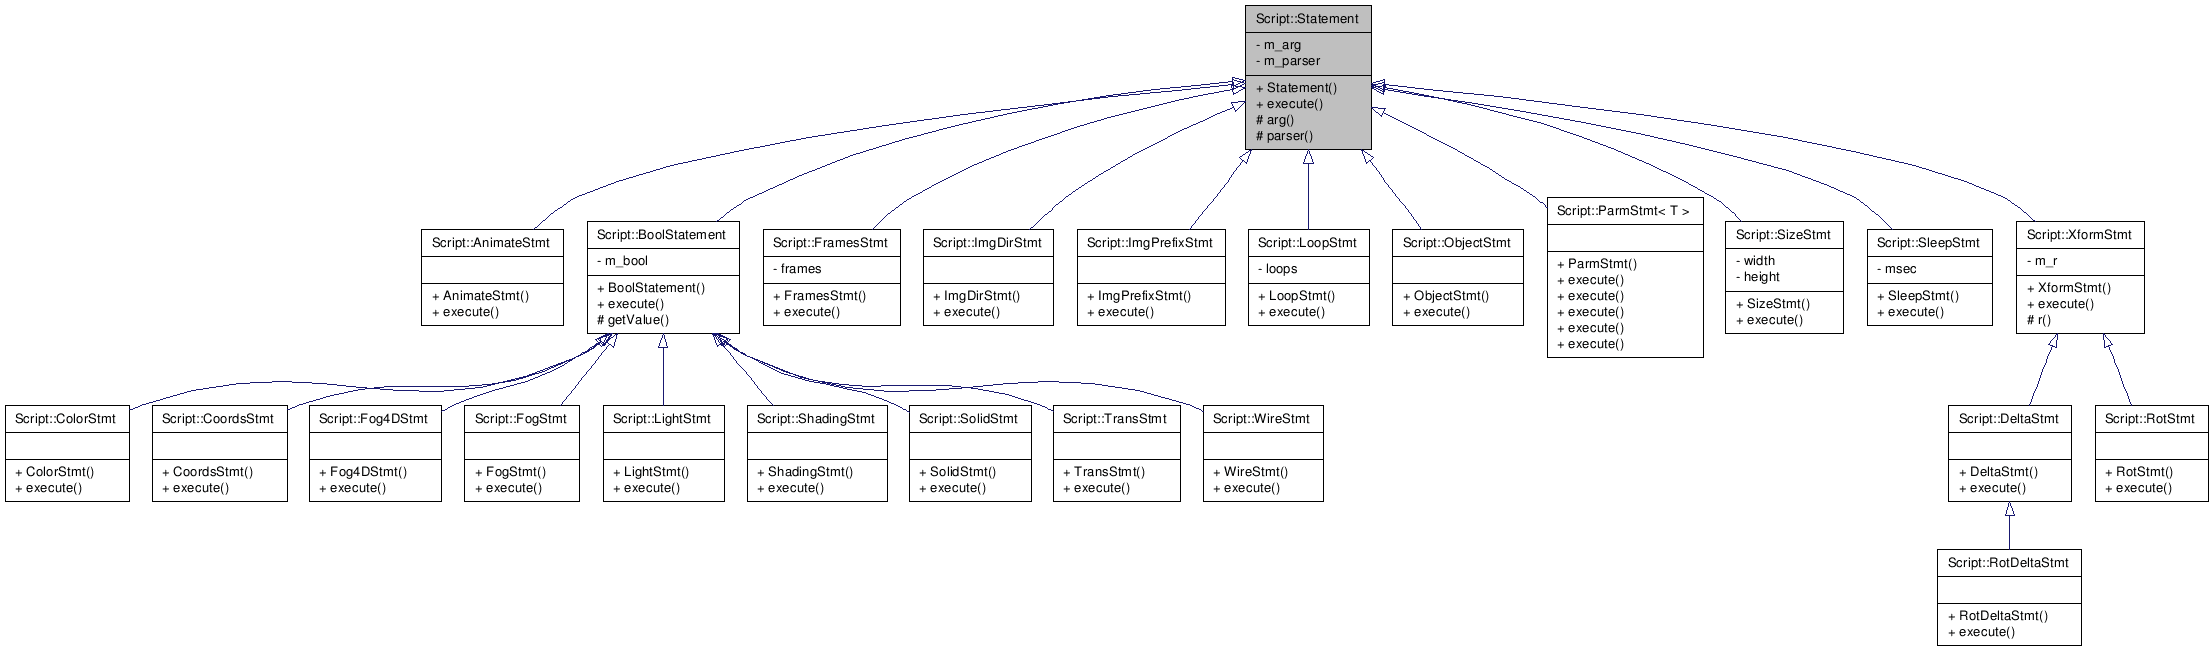 Script::Statement
- m_arg
- m_parser
+ Statement()
+ execute()
# arg()
# parser()
Script::AnimateStmt
+ AnimateStmt()
+ execute()
Script::BoolStatement
- m_bool
+ BoolStatement()
+ execute()
# getValue()
Script::FramesStmt
- frames
+ FramesStmt()
+ execute()
Script::ImgDirStmt
+ ImgDirStmt()
+ execute()
Script::ImgPrefixStmt
+ ImgPrefixStmt()
+ execute()
Script::LoopStmt
- loops
+ LoopStmt()
+ execute()
Script::ObjectStmt
+ ObjectStmt()
+ execute()
Script::ParmStmt< T >
+ ParmStmt()
+ execute()
+ execute()
+ execute()
+ execute()
+ execute()
Script::SizeStmt
- width
- height
+ SizeStmt()
+ execute()
Script::SleepStmt
- msec
+ SleepStmt()
+ execute()
Script::XformStmt
- m_r
+ XformStmt()
+ execute()
# r()
Script::ColorStmt
+ ColorStmt()
+ execute()
Script::CoordsStmt
+ CoordsStmt()
+ execute()
Script::Fog4DStmt
+ Fog4DStmt()
+ execute()
Script::FogStmt
+ FogStmt()
+ execute()
Script::LightStmt
+ LightStmt()
+ execute()
Script::ShadingStmt
+ ShadingStmt()
+ execute()
Script::SolidStmt
+ SolidStmt()
+ execute()
Script::TransStmt
+ TransStmt()
+ execute()
Script::WireStmt
+ WireStmt()
+ execute()
Script::DeltaStmt
+ DeltaStmt()
+ execute()
Script::RotStmt
+ RotStmt()
+ execute()
Script::RotDeltaStmt
+ RotDeltaStmt()
+ execute()